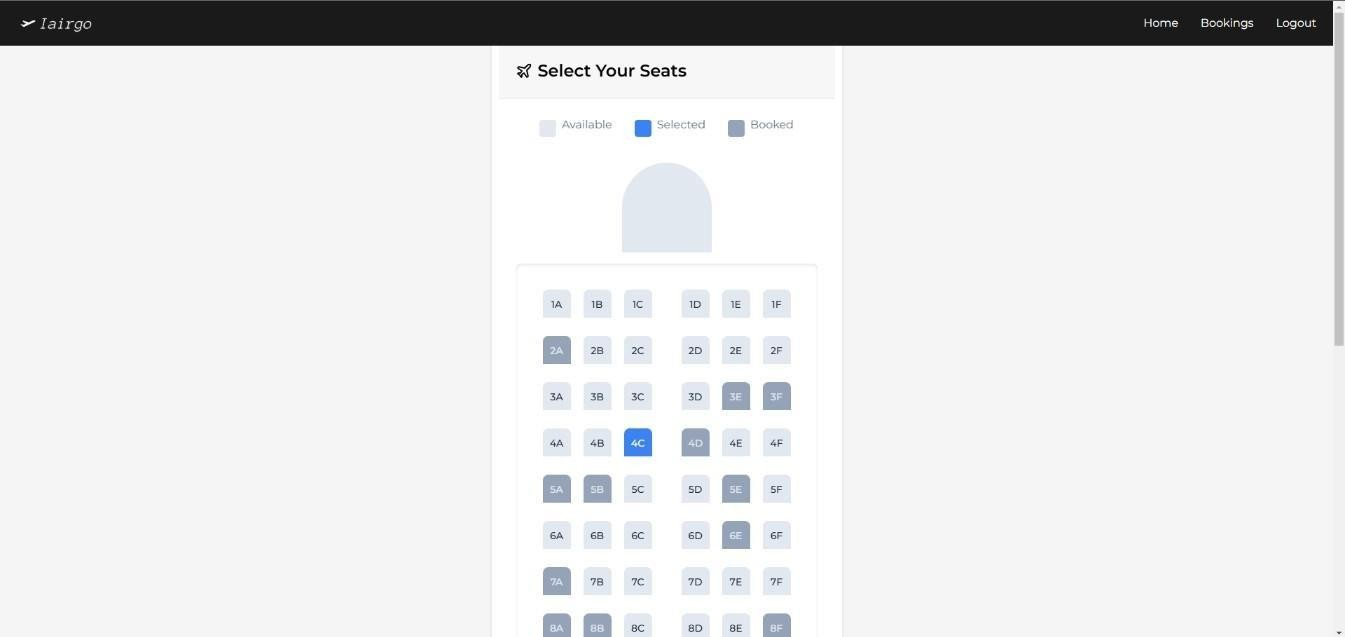 Iairgo Home Bookings Logout
Select Your Seats
Available Selected Booked
1A 1B 1C 1D 1E 1F
2A 2B 2C 2D 2E 2F
3A 3B 3C 3D 3E 3F
4A 4B 4C 4D 4E 4F
5A 5B 5C 5D 5E 5F
6A 6B 6C 6D 6E 6F
7A 7B 7C 7D 7E 7F
8A 8B 8C 8D 8E 8F